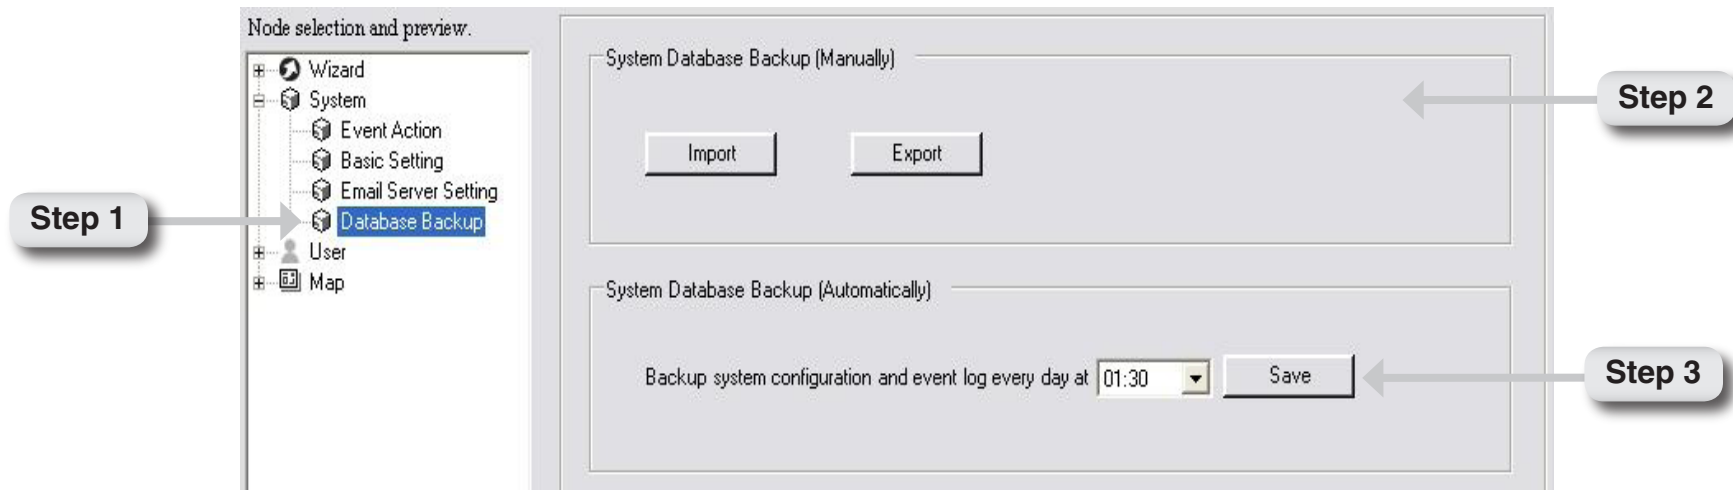 Node selection and preview.
Wizard
System
Event Action
Basic Setting
Email Server Setting
Database Backup
User
Map
Step 1
System Database Backup (Manually)
Import Export
Step 2
System Database Backup (Automatically)
Backup system configuration and event log every day at 01:30 Save
Step 3